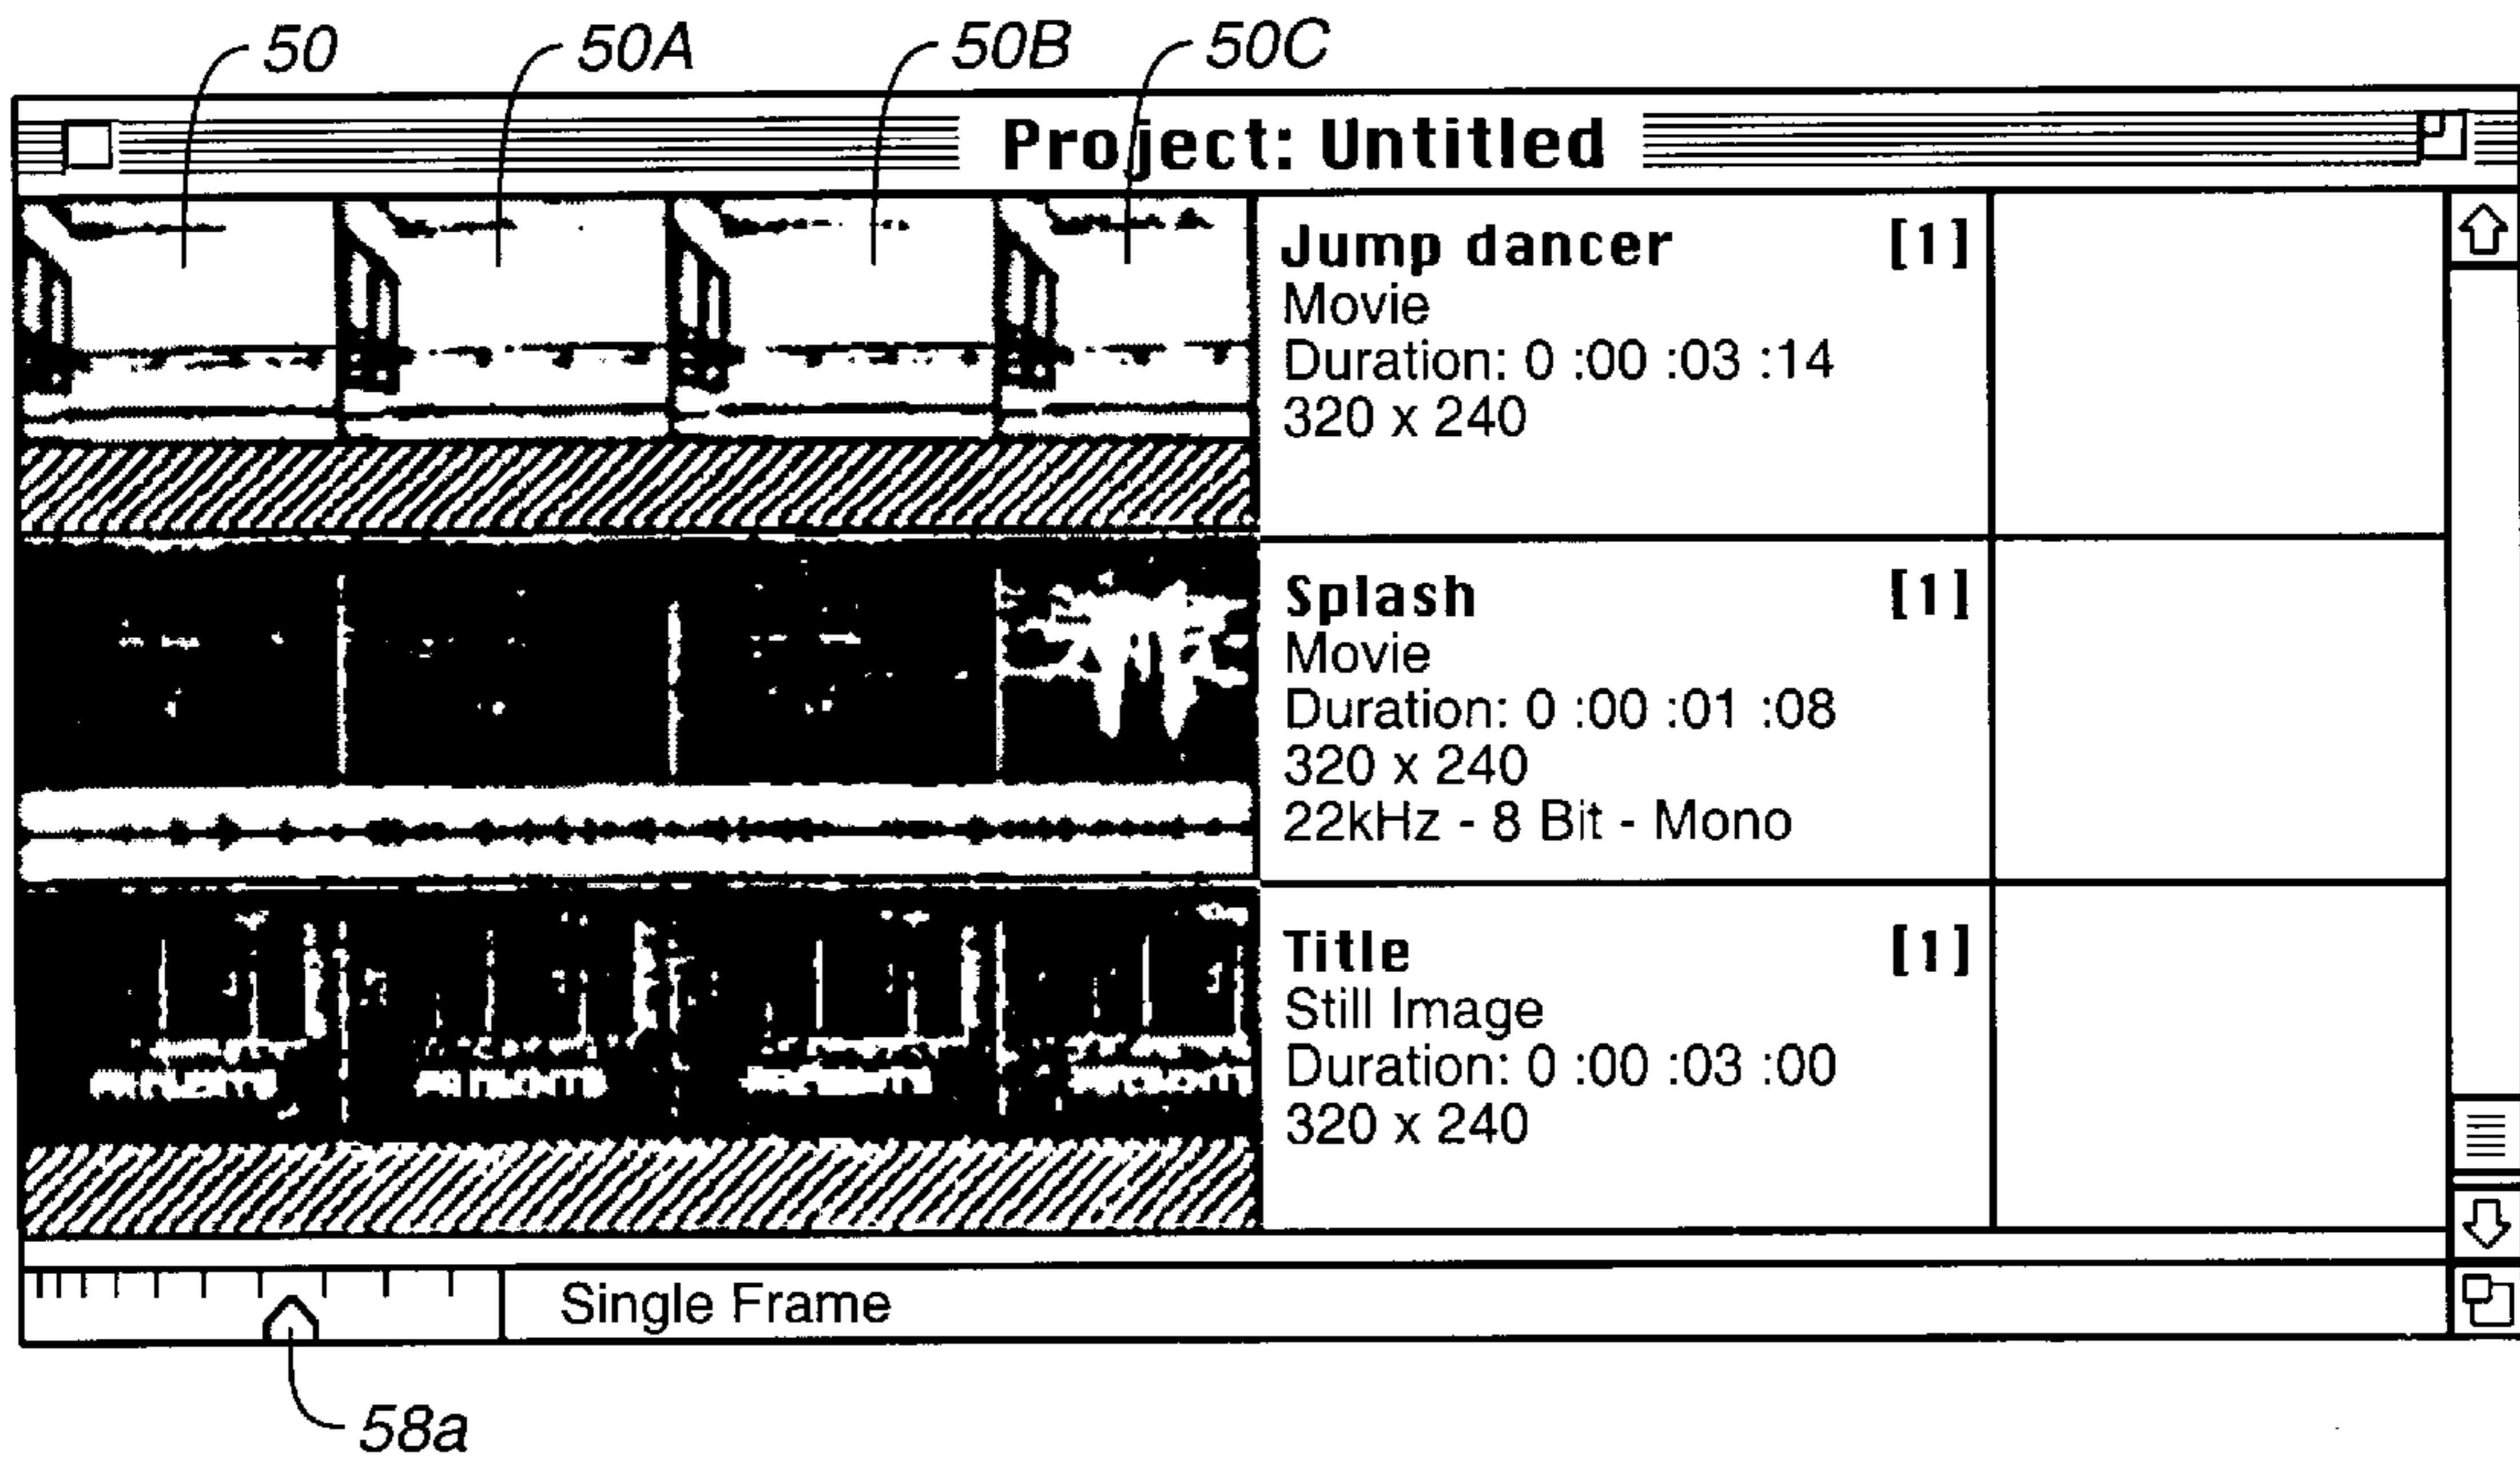 50 50A 50B 50C
Project: Untitled
Jump dancer [1]
Movie
Duration: 0 :00 :03 :14
320 x 240
Splash [1]
Movie
Duration: 0 :00 :01 :08
320 x 240
22kHz - 8 Bit - Mono
Title [1]
Still Image
Duration: 0 :00 :03 :00
320 x 240
Single Frame
58a